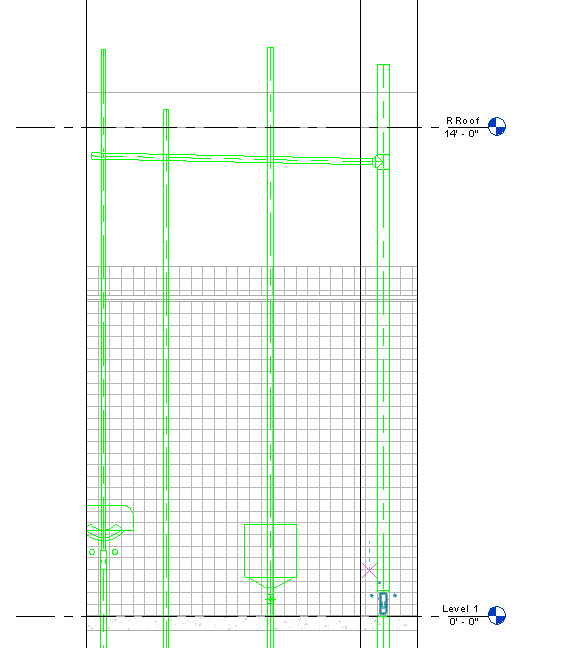 R Roof
14' - 0"
Level 1
0' - 0"